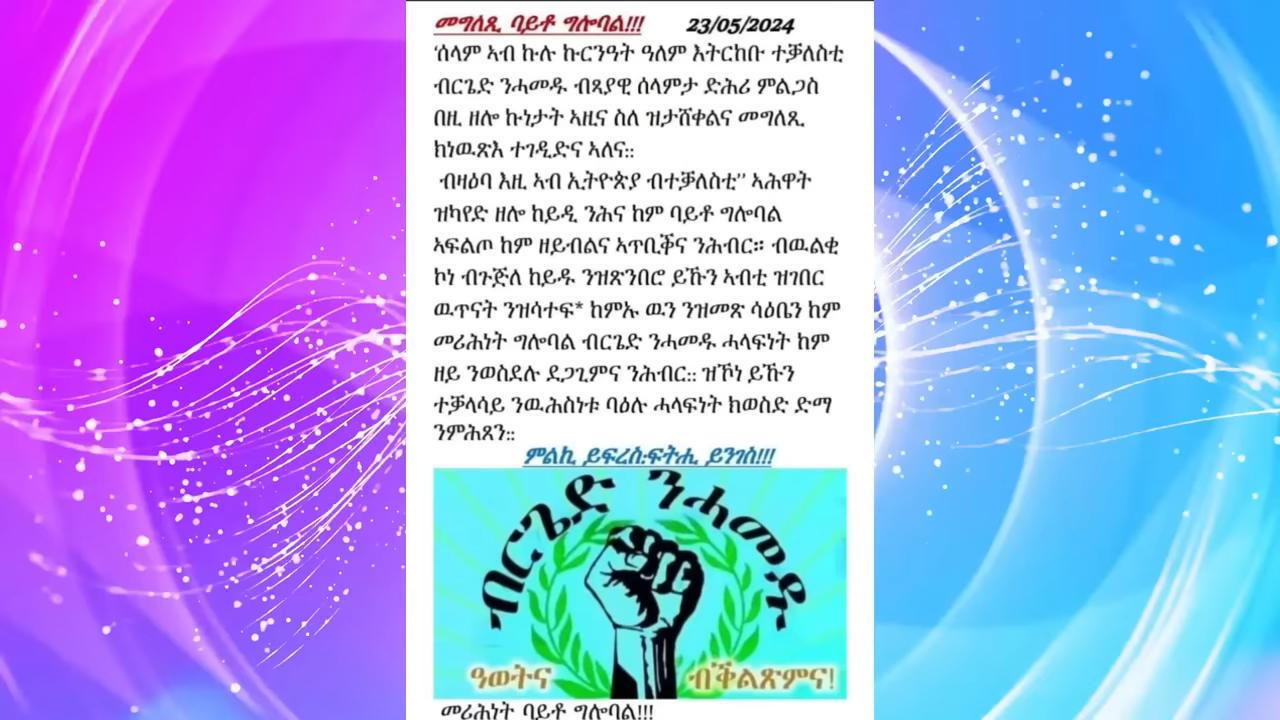 መግለጺ ባይቶ ግሎባል!!! 23/05/2024
‘ሰላም ኣብ ኩሉ ኩርንዓት ዓለም እትርከቡ ተቓለስቲ
ብርጌድ ንሓመዱ ብጻያዊ ሰላምታ ድሕሪ ምልጋስ
በዚ ዘሎ ኩነታት ኣዚና ስለ ዝታሸቀልና መግለጺ
ክነዉጽእ ተገዲድና ኣለና::
ብዛዕባ እዚ ኣብ ኢትዮጵያ ብተቓለስቲ’’ ኣሕዋት
ዝካየድ ዘሎ ከይዲ ንሕና ከም ባይቶ ግሎባል
ኣፍልጦ ከም ዘይብልና ኣጥቢቕና ንሕብር። ብዉልቂ
ኮነ ብጉጅለ ከይዱ ንዝጽንበሮ ይኹን ኣብቲ ዝገበር
ዉጥናት ንዝሳተፍ* ከምኡ ዉን ንዝመጽ ሳዕቤን ከም
መሪሕነት ግሎባል ብርጌድ ንሓመዱ ሓላፍነት ከም
ዘይ ንወስደሉ ደጋጊምና ንሕብር:: ዝኾነ ይኹን
ተቓላሳይ ንዉሕስነቱ ባዕሉ ሓላፍነት ክወስድ ድማ
ንምሕጸን::
ምልኪ ይፍረስ:ፍትሒ ይንገስ!!!
ብርጌድ ንሓመዱ
ዓወትና ብቕልጽምና!
መሪሕነት ባይቶ ግሎባል!!!